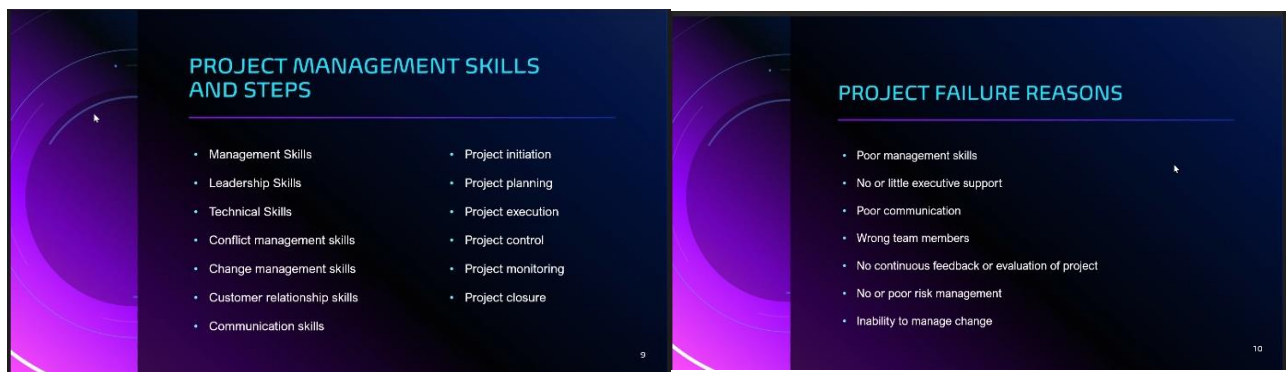 PROJECT MANAGEMENT SKILLS
AND STEPS
• Management Skills
• Leadership Skills
• Technical Skills
• Conflict management skills
• Change management skills
• Customer relationship skills
• Communication skills
• Project initiation
• Project planning
• Project execution
• Project control
• Project monitoring
• Project closure
9
PROJECT FAILURE REASONS
• Poor management skills
• No or little executive support
• Poor communication
• Wrong team members
• No continuous feedback or evaluation of project
• No or poor risk management
• Inability to manage change
10